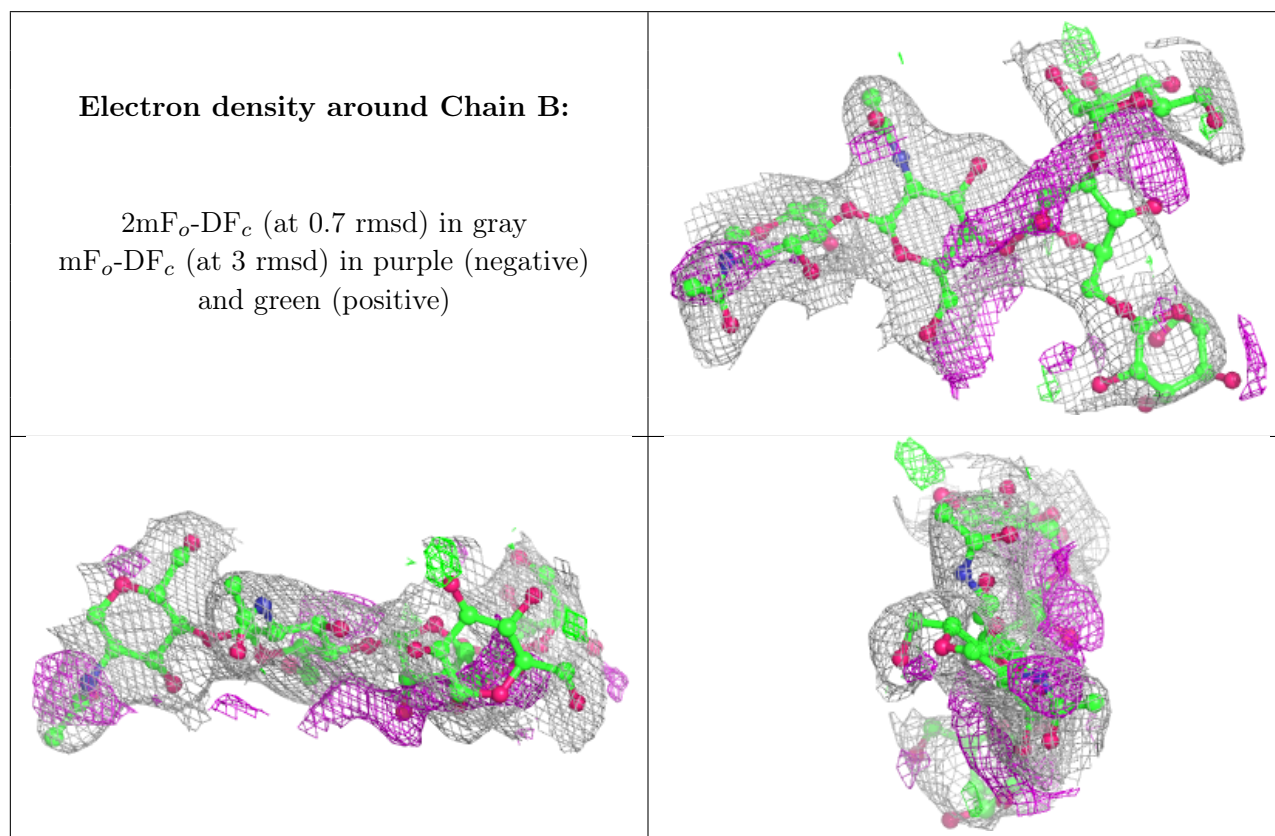 Electron density around Chain B:
2mFo-DFc (at 0.7 rmsd) in gray
mFo-DFc (at 3 rmsd) in purple (negative)
and green (positive)